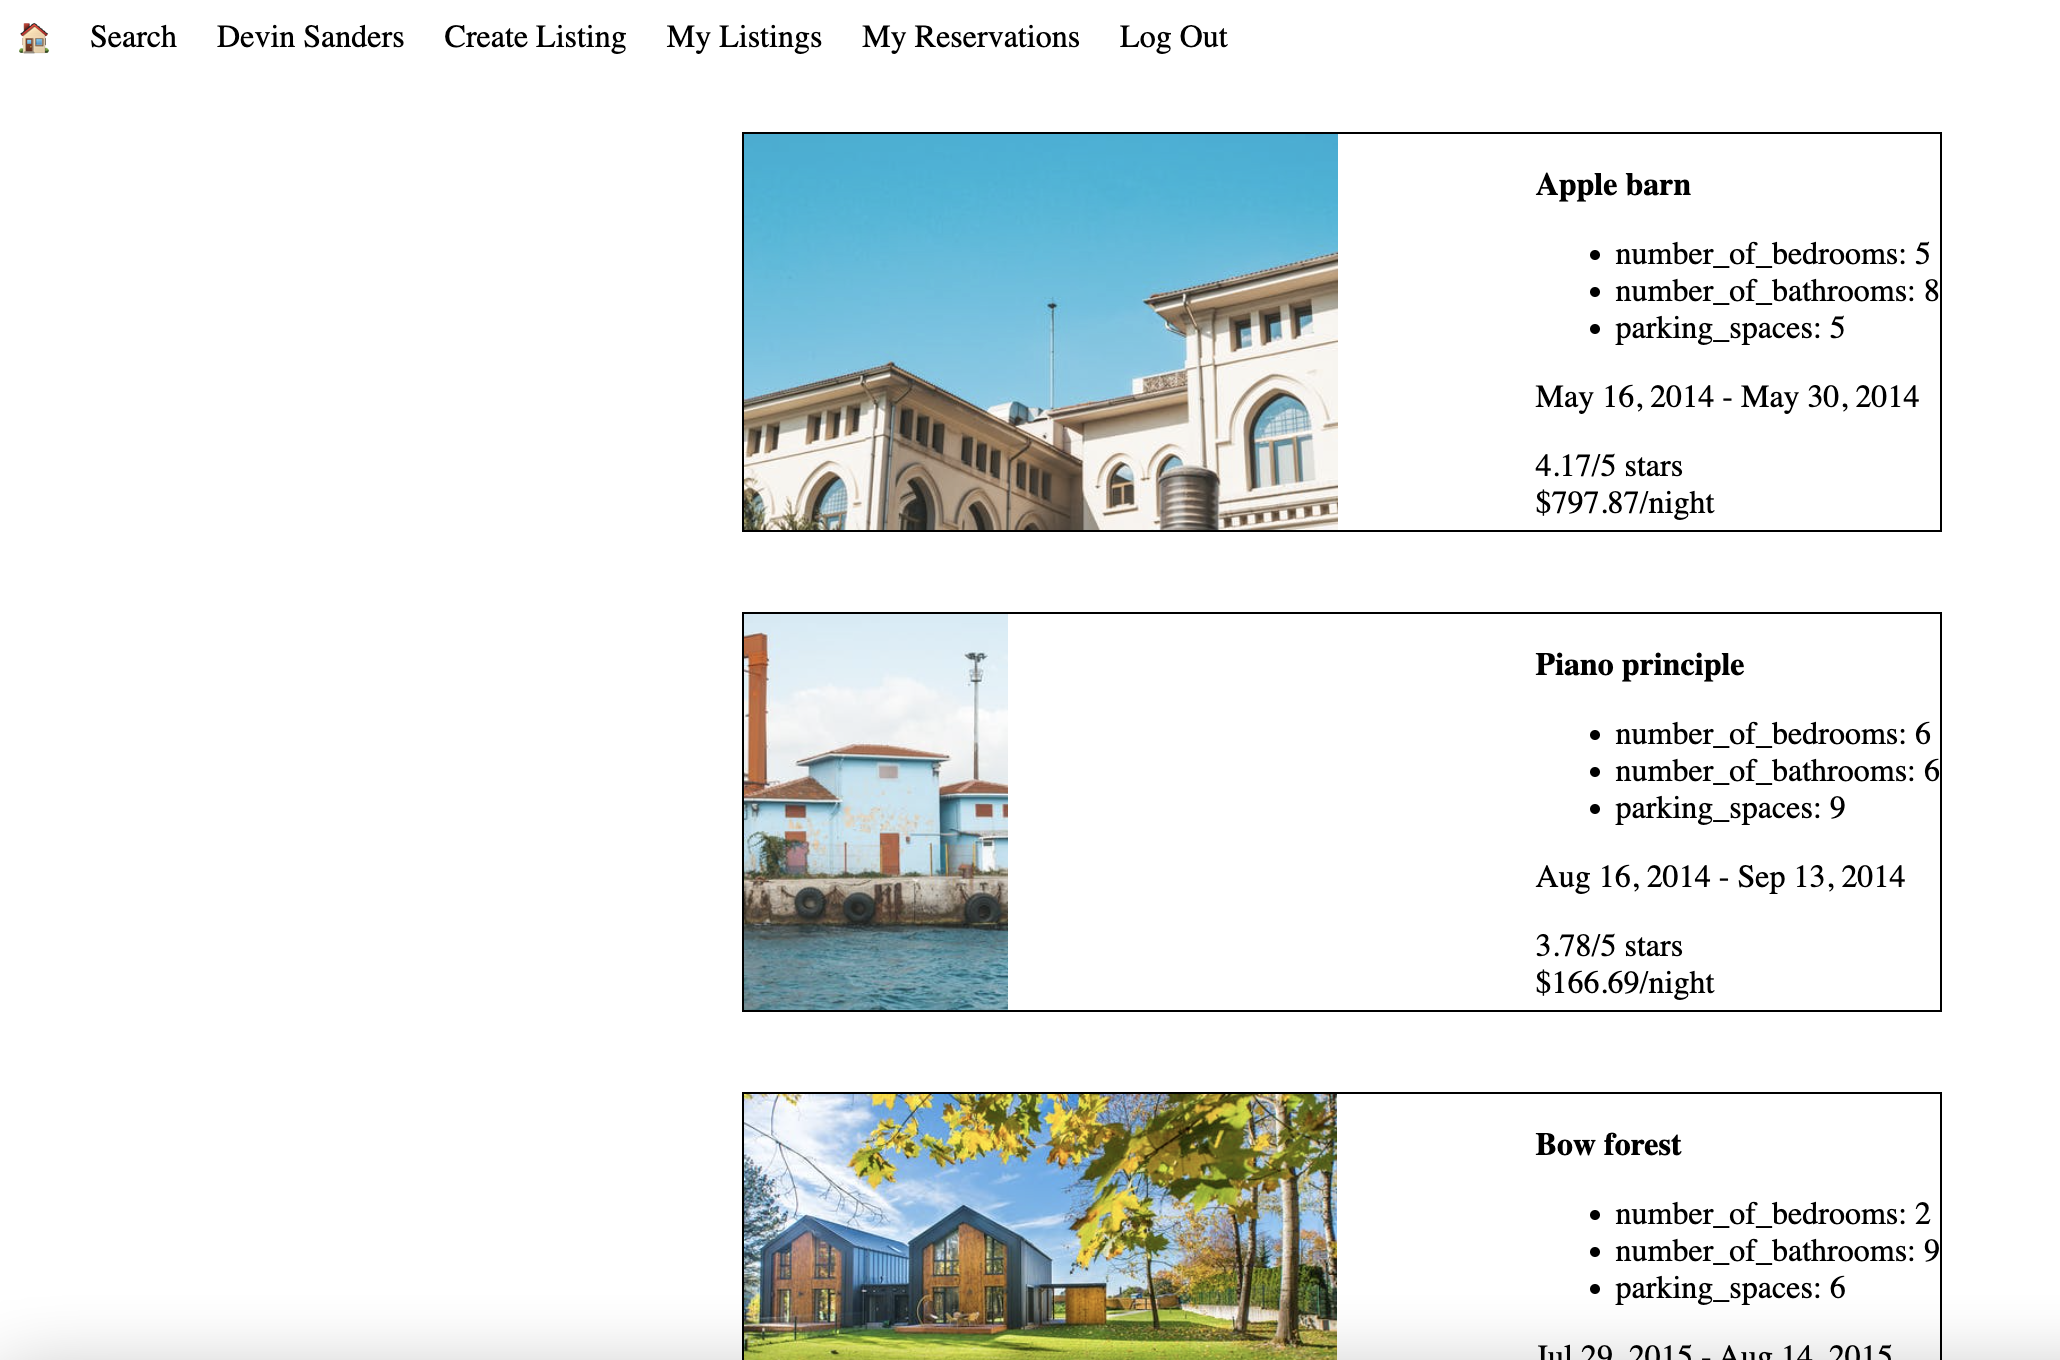 Search Devin Sanders Create Listing My Listings My Reservations Log Out
Apple barn
number_of_bedrooms: 5
number_of_bathrooms: 8
parking_spaces: 5
May 16, 2014 - May 30, 2014
4.17/5 stars
$797.87/night
Piano principle
number_of_bedrooms: 6
number_of_bathrooms: 6
parking_spaces: 9
Aug 16, 2014 - Sep 13, 2014
3.78/5 stars
$166.69/night
Bow forest
number_of_bedrooms: 2
number_of_bathrooms: 9
parking_spaces: 6
Jul 29, 2015 - Aug 14, 2015